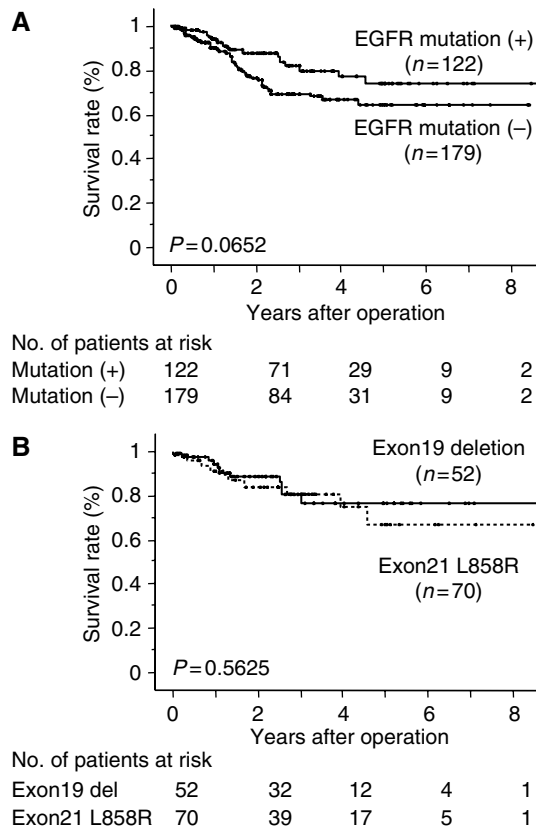 A
Survival rate (%)
1
0.8
0.6
0.4
0.2
0
EGFR mutation (+)
(n=122)
EGFR mutation (–)
(n=179)
P=0.0652
0 2 4 6 8
Years after operation
No. of patients at risk
Mutation (+) 122 71 29 9 2
Mutation (–) 179 84 31 9 2
B
Survival rate (%)
1
0.8
0.6
0.4
0.2
0
Exon19 deletion
(n=52)
Exon21 L858R
(n=70)
P=0.5625
0 2 4 6 8
Years after operation
No. of patients at risk
Exon19 del 52 32 12 4 1
Exon21 L858R 70 39 17 5 1